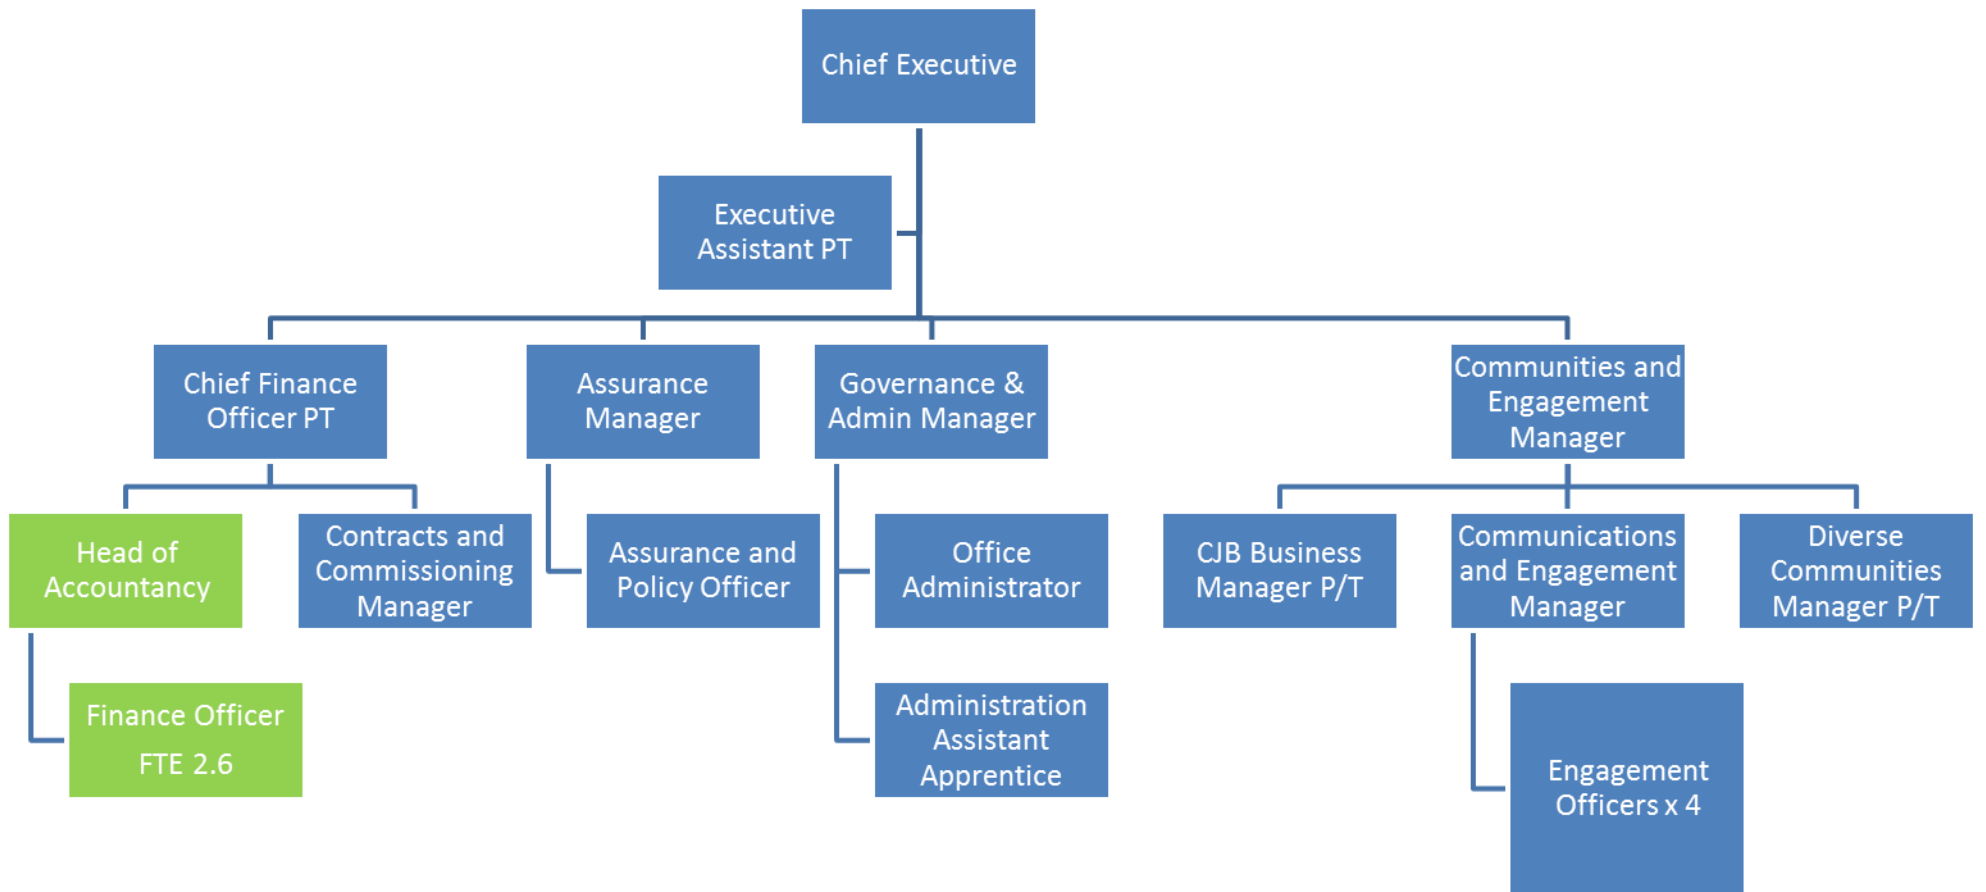 Chief Executive
Executive
Assistant PT
Chief Finance
Officer PT
Assurance
Manager
Governance &
Admin Manager
Communities and
Engagement
Manager
Head of
Accountancy
Contracts and
Commissioning
Manager
Assurance and
Policy Officer
Office
Administrator
CJB Business
Manager P/T
Communications
and Engagement
Manager
Diverse
Communities
Manager P/T
Finance Officer
FTE 2.6
Administration
Assistant
Apprentice
Engagement
Officers x 4